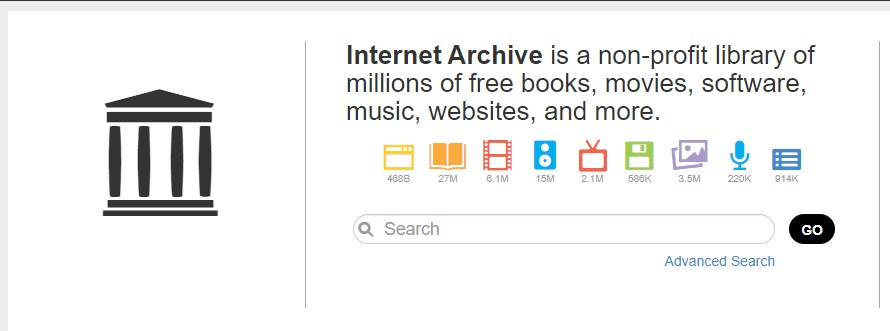 Internet Archive is a non-profit library of
millions of free books, movies, software,
music, websites, and more.
468B 27M 6.1M 15M 2.1M 586K 3.5M 220K 914K
Search GO
Advanced Search